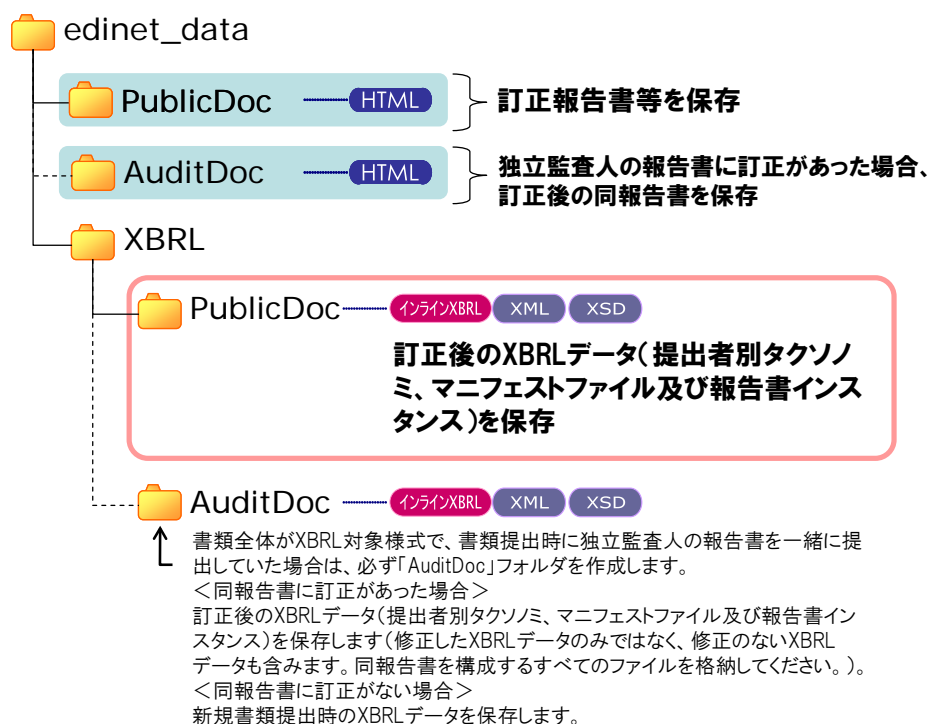 edinet_data
PublicDoc HTML 訂正報告書等を保存
AuditDoc HTML 独立監査人の報告書に訂正があった場合、
訂正後の同報告書を保存
XBRL
PublicDoc インラインXBRL XML XSD
訂正後のXBRLデータ(提出者別タクソノ
ミ、マニフェストファイル及び報告書インス
タンス)を保存
AuditDoc インラインXBRL XML XSD
書類全体がXBRL対象様式で、書類提出時に独立監査人の報告書を一緒に提
出していた場合は、必ず「AuditDoc」フォルダを作成します。
<同報告書に訂正があった場合>
訂正後のXBRLデータ(提出者別タクソノミ、マニフェストファイル及び報告書イン
スタンス)を保存します(修正したXBRLデータのみではなく、修正のないXBRL
データも含みます。同報告書を構成するすべてのファイルを格納してください。)。
<同報告書に訂正がない場合>
新規書類提出時のXBRLデータを保存します。